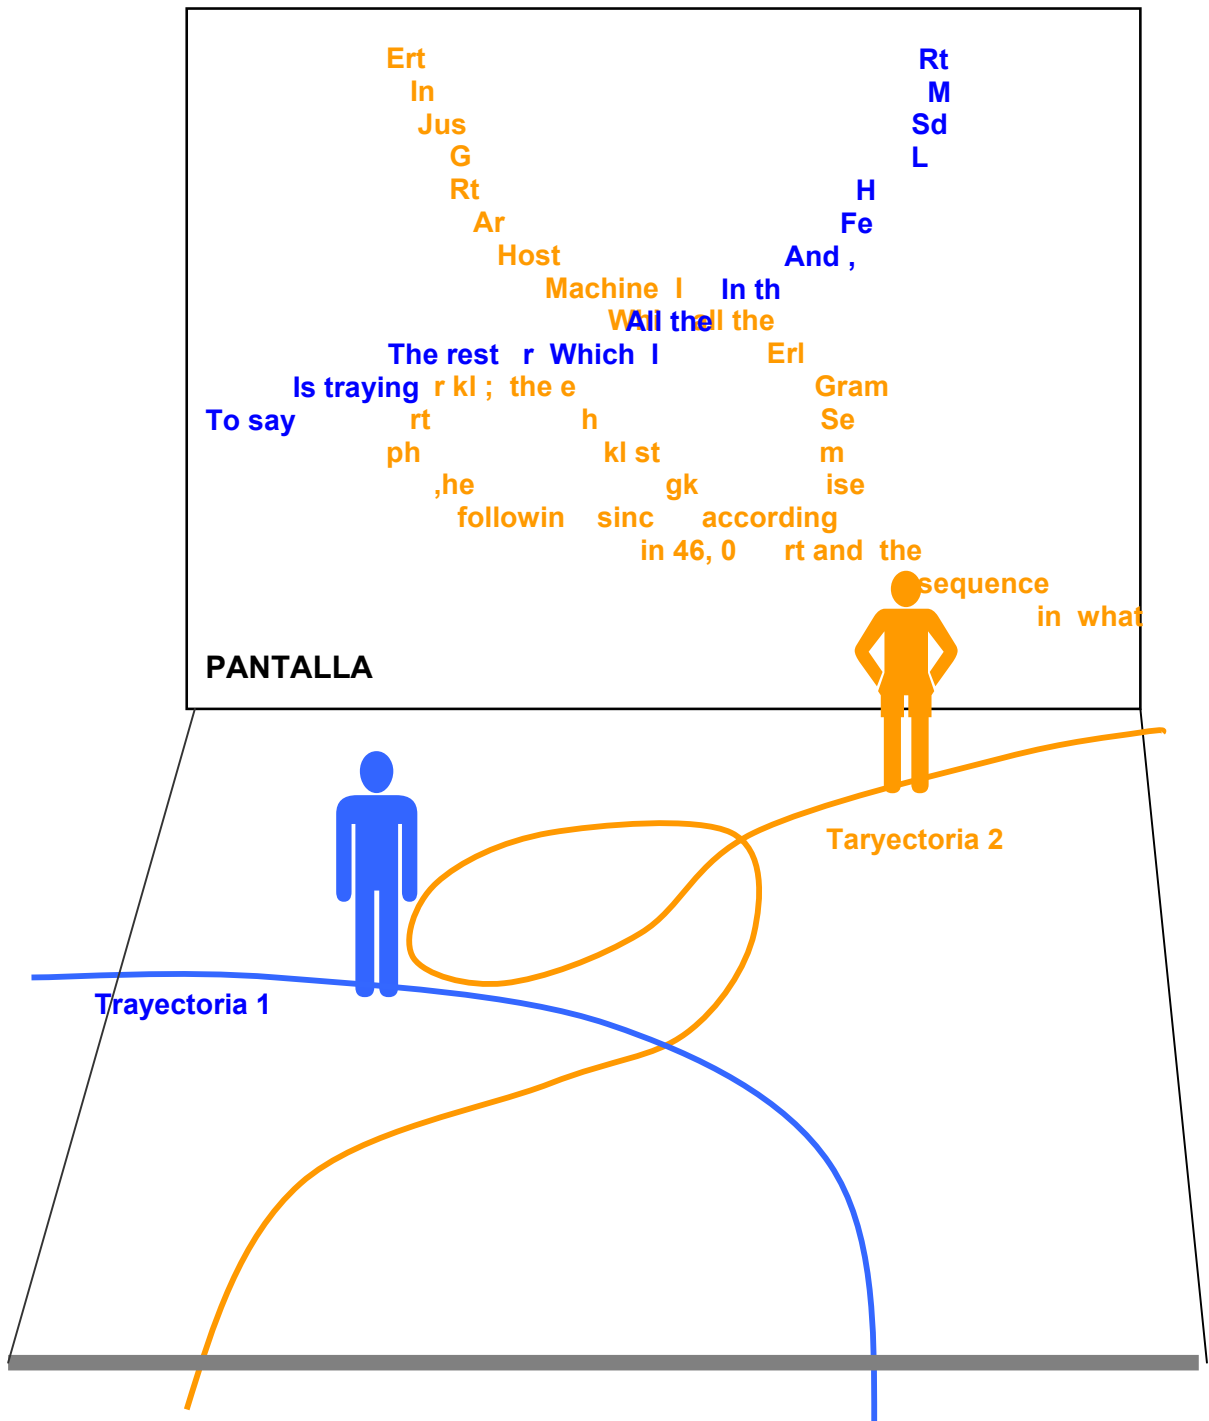 Ert Rt
In M
Jus Sd
G L
Rt H
Ar Fe
Host And ,
Machine I In th
Whi All the all the
The rest r Which I Erl
Is traying r kl ; the e Gram
To say rt h Se
ph kl st m
,he gk ise
followin sinc according
in 46, 0 rt and the
sequence
in what
PANTALLA
Taryectoria 2
Trayectoria 1